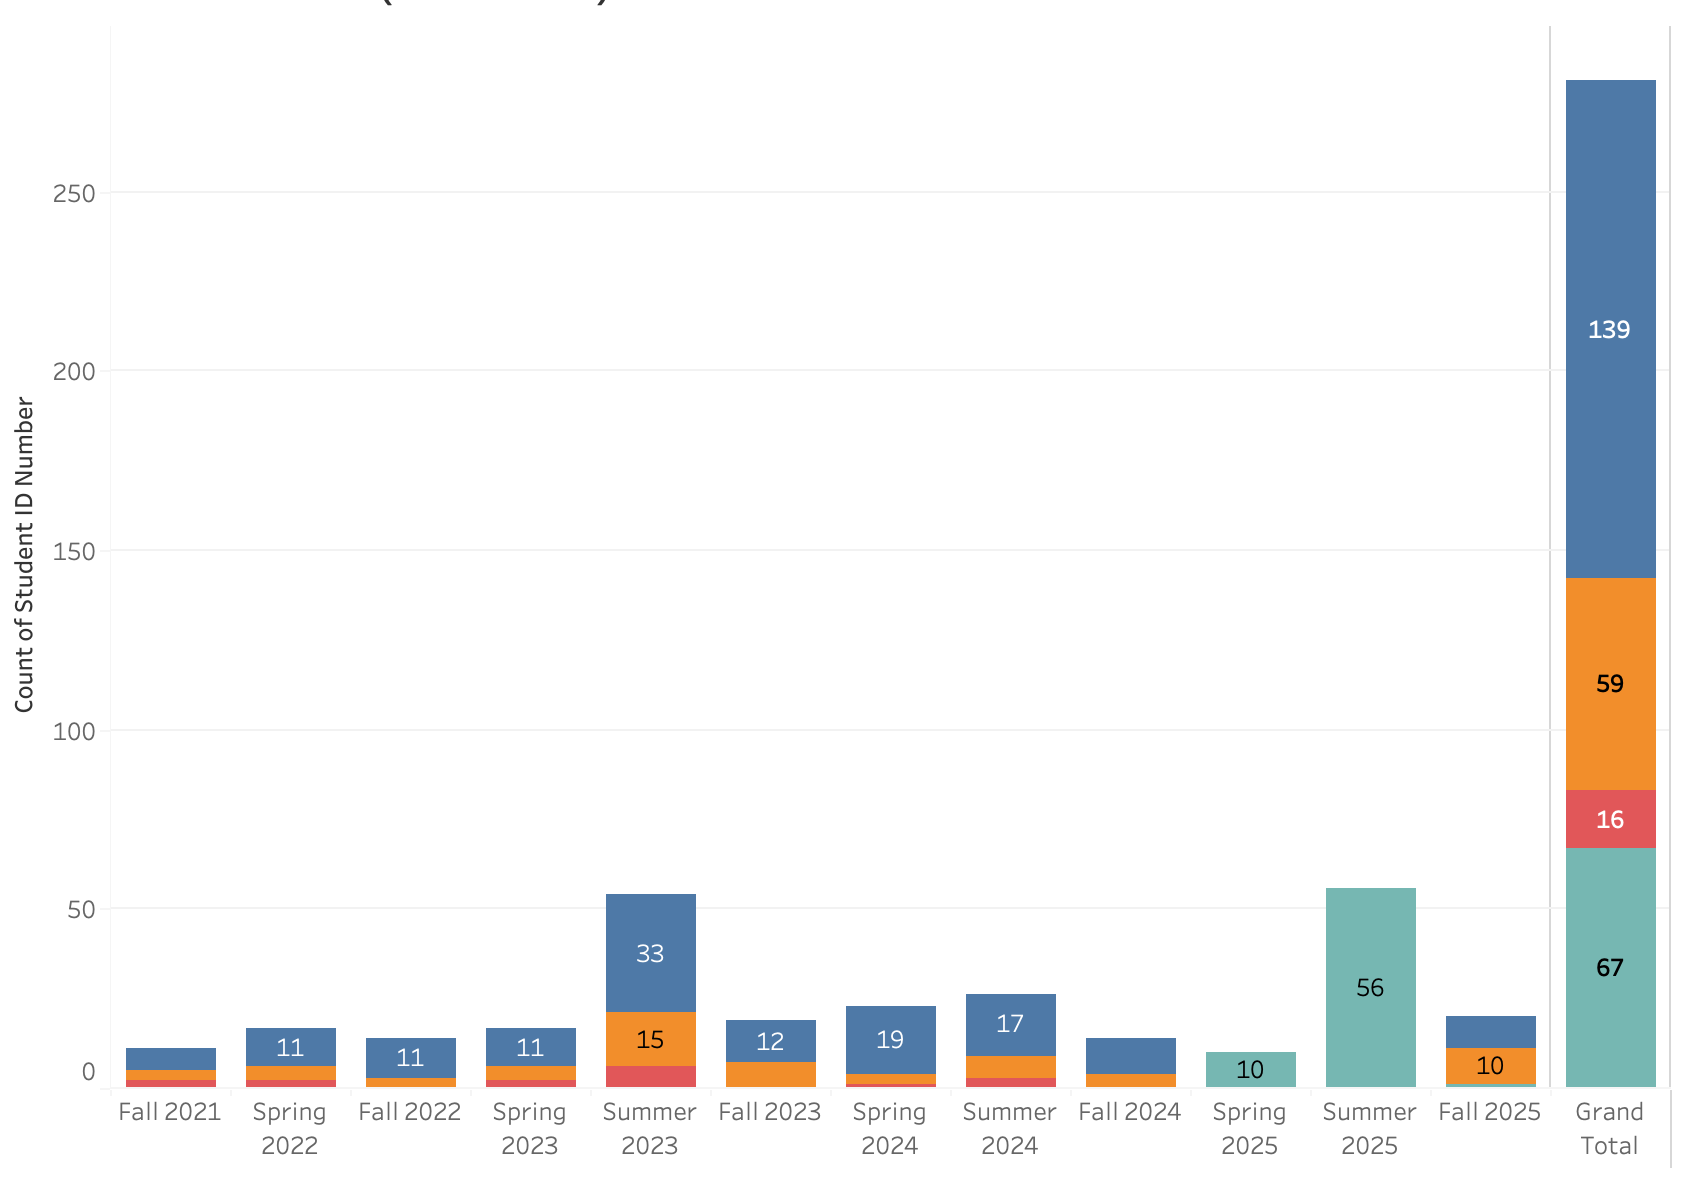 Count of Student ID Number
250
200
150
100
50
0
139
59
16
67
11
11
11
33
15
12
19
17
10
56
10
Fall 2021
Spring
2022
Fall 2022
Spring
2023
Summer
2023
Fall 2023
Spring
2024
Summer
2024
Fall 2024
Spring
2025
Summer
2025
Fall 2025
Grand
Total